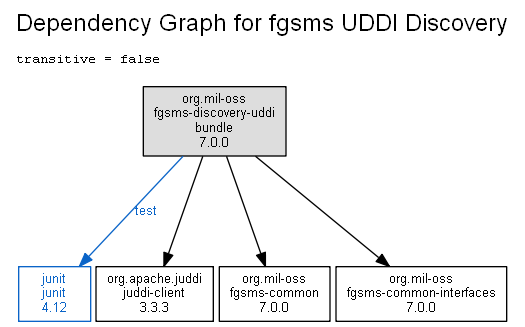 Dependency Graph for fgsms UDDI Discovery
transitive = false
org.mil-oss
fgsms-discovery-uddi
bundle
7.0.0
test
junit
junit
4.12
org.apache.juddi
juddi-client
3.3.3
org.mil-oss
fgsms-common
7.0.0
org.mil-oss
fgsms-common-interfaces
7.0.0